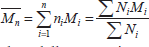 \overline{M_n} = \sum_{i=1}^{n} n_i M_i = \frac{\sum N_i M_i}{\sum N_i}